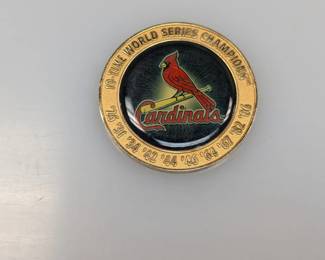 10-TIME WORLD SERIES CHAMPIONS
Cardinals
'26, '31, '34, '42, '44, '46, '64, '67, '82, '06